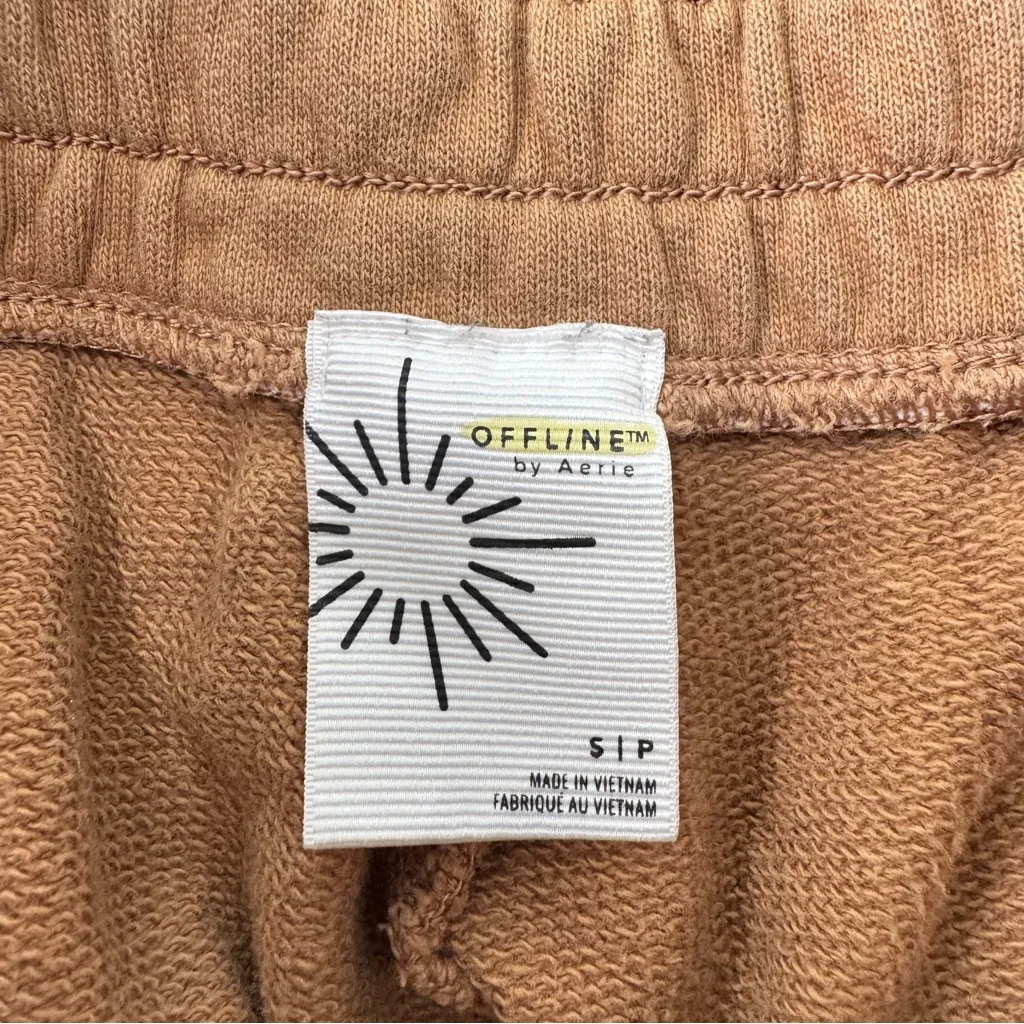 OFFLINE™
by Aerie
S | P
MADE IN VIETNAM
FABRIQUÉ AU VIETNAM